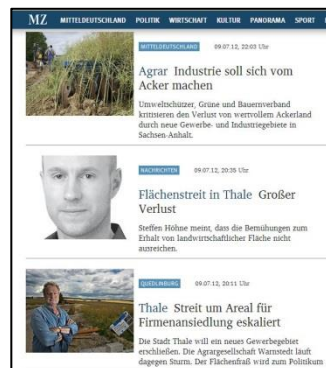 MZ MITTELDEUTSCHLAND POLITIK WIRTSCHAFT KULTUR PANORAMA SPORT
MITTELDEUTSCHLAND 09.07.12, 22:03 Uhr
Agrar Industrie soll sich vom
Acker machen
Umweltschützer, Grüne und Bauernverband
kritisieren den Verlust von wertvollem Ackerland
durch neue Gewerbe- und Industriegebiete in
Sachsen-Anhalt.
NACHRICHTEN 09.07.12, 20:35 Uhr
Flächenstreit in Thale Großer
Verlust
Steffen Höhne meint, dass die Bemühungen zum
Erhalt von landwirtschaftlicher Fläche nicht
ausreichen.
QUEDLINBURG 09.07.12, 20:11 Uhr
Thale Streit um Areal für
Firmenansiedlung eskaliert
Die Stadt Thale will ein neues Gewerbegebiet
erschließen. Die Agrargesellschaft Warnstedt läuft
dagegen Sturm. Der Flächenfraß wird zum Politikum